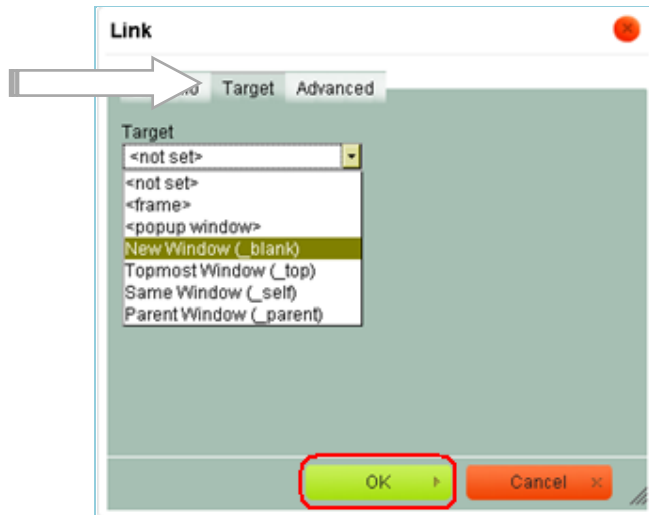 Link
Target Advanced
Target
<not set>
<not set>
<frame>
<popup window>
New Window (_blank)
Topmost Window (_top)
Same Window (_self)
Parent Window (_parent)
OK Cancel